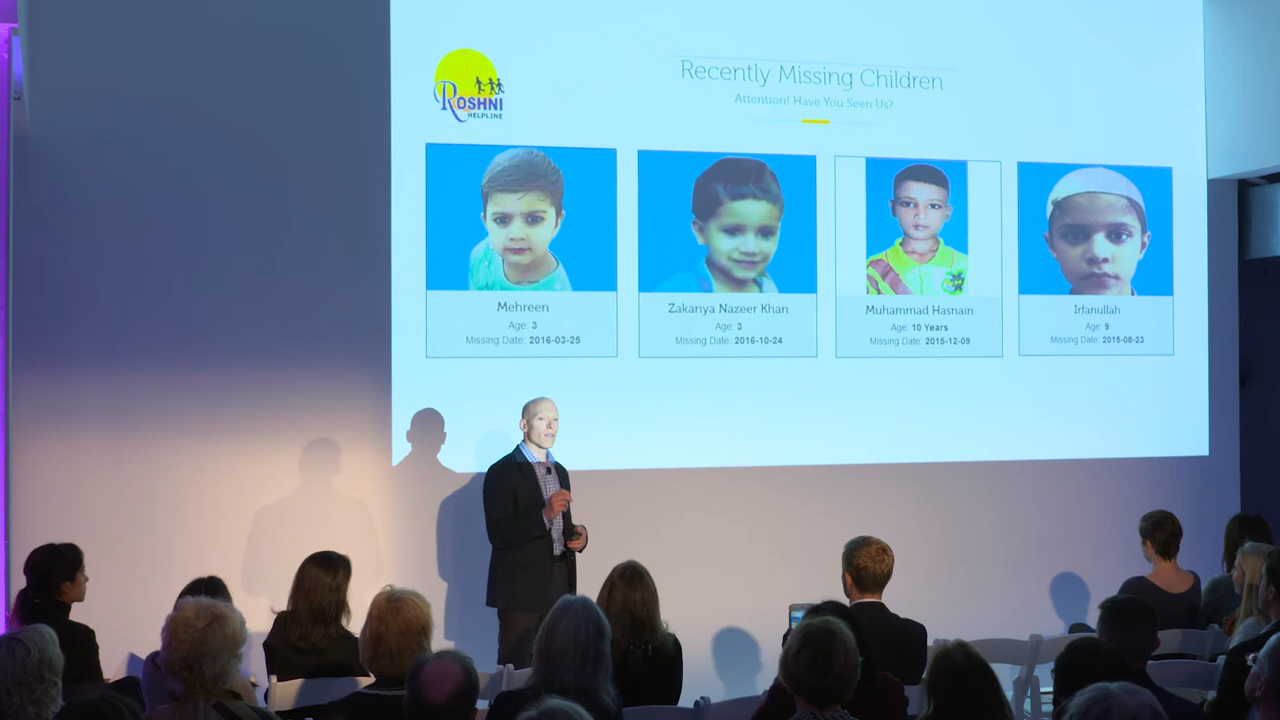 ROSHNI
HELPLINE
Recently Missing Children
Attention! Have You Seen Us?
Mehreen
Age: 3
Missing Date: 2016-03-25
Zakariya Nazeer Khan
Age: 3
Missing Date: 2016-10-24
Muhammad Hasnain
Age: 10 Years
Missing Date: 2015-12-09
Irfanullah
Age: 9
Missing Date: 2015-08-23